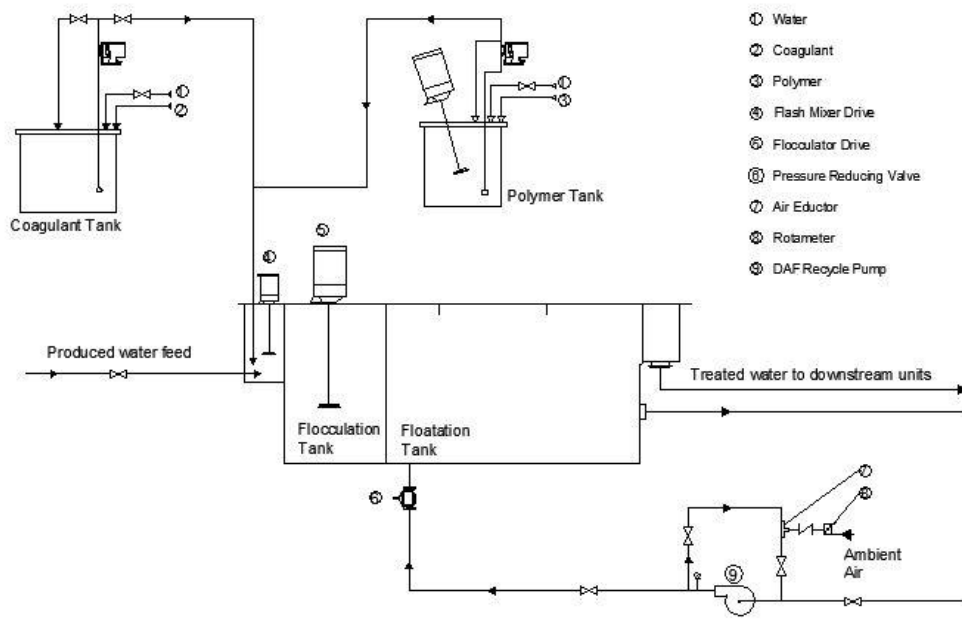 ① Water
② Coagulant
③ Polymer
④ Flash Mixer Drive
⑤ Flocculator Drive
⑥ Pressure Reducing Valve
⑦ Air Eductor
⑧ Rotameter
⑨ DAF Recycle Pump
①
②
①
③
Coagulant Tank
Polymer Tank
④
⑤
Produced water feed
Treated water to downstream units
Flocculation
Tank
Floatation
Tank
⑥
⑦
⑧
⑨
Ambient
Air